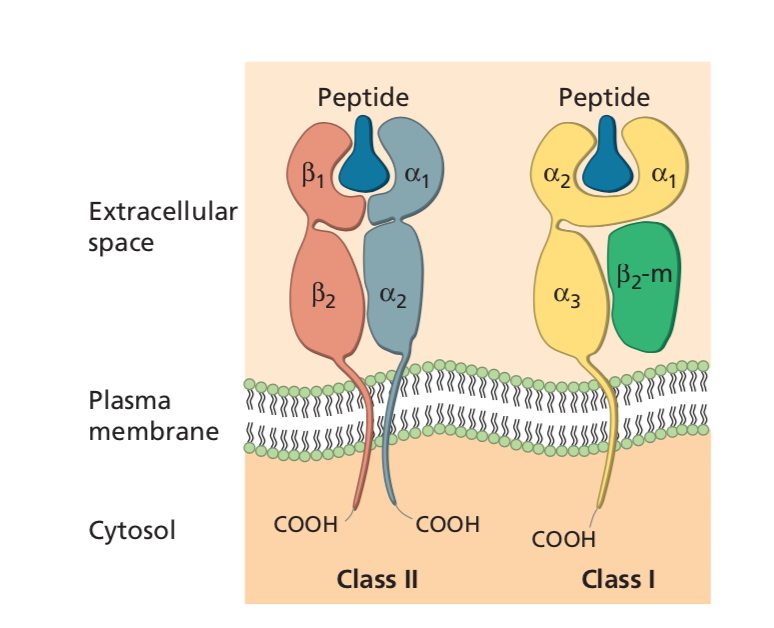 Peptide
Peptide
β1
α1
α2
α1
Extracellular
space
β2
α2
α3
β2-m
Plasma
membrane
Cytosol
COOH
COOH
COOH
Class II
Class I